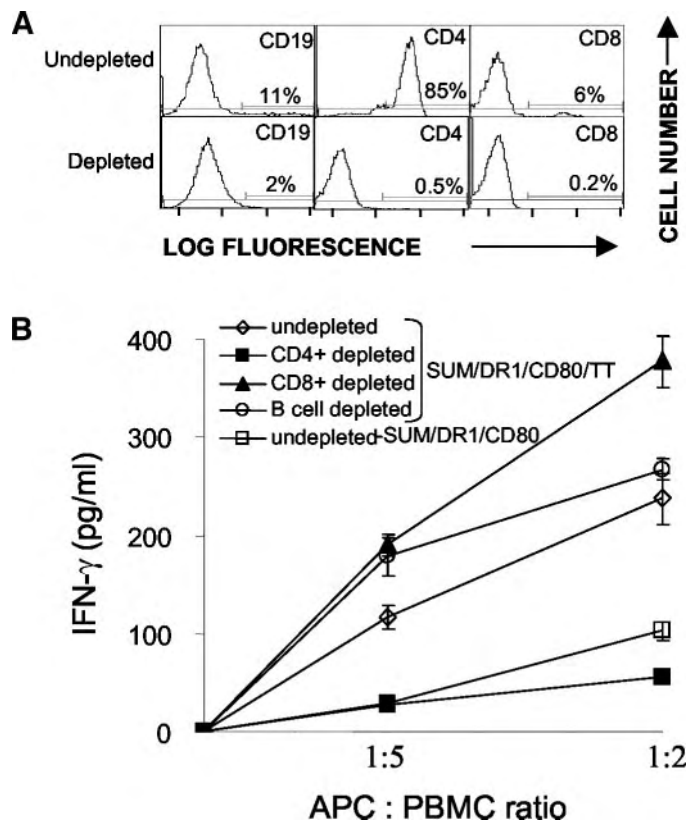 A
Undepleted
CD19
11%
CD4
85%
CD8
6%
Depleted
CD19
2%
CD4
0.5%
CD8
0.2%
CELL NUMBER
LOG FLUORESCENCE
B
undepleted
CD4+ depleted
CD8+ depleted
B cell depleted
SUM/DR1/CD80/TT
undepleted-SUM/DR1/CD80
400
300
200
100
0
IFN-γ (pg/ml)
1:5
1:2
APC : PBMC ratio